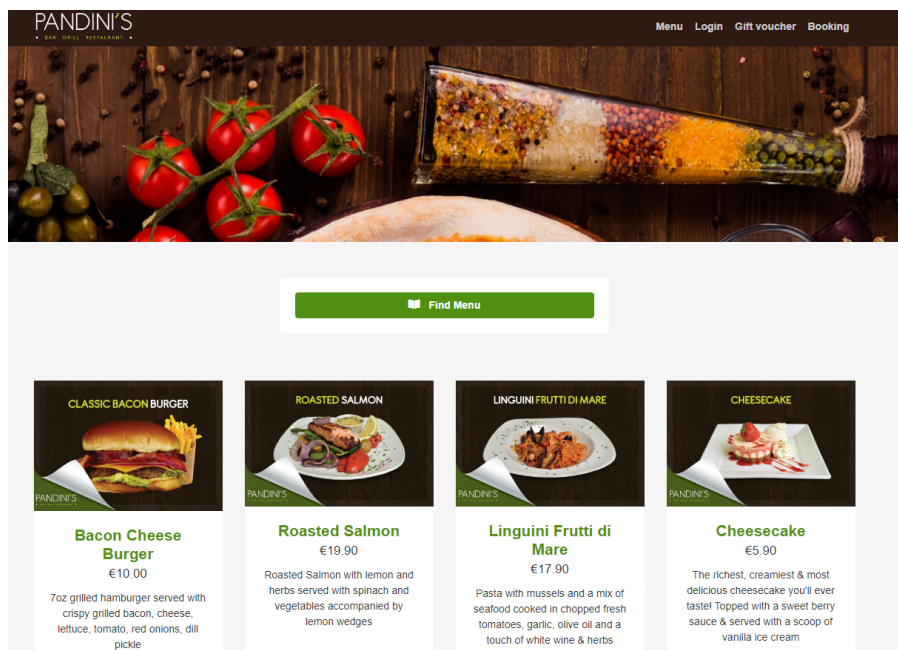 PANDINI'S
• BAR GRILL RESTAURANT •
Menu Login Gift voucher Booking
Find Menu
CLASSIC BACON BURGER
PANDINI'S
Bacon Cheese
Burger
€10.00
7oz grilled hamburger served with
crispy grilled bacon, cheese,
lettuce, tomato, red onions, dill
pickle
ROASTED SALMON
PANDINI'S
Roasted Salmon
€19.90
Roasted Salmon with lemon and
herbs served with spinach and
vegetables accompanied by
lemon wedges
LINGUINI FRUTTI DI MARE
PANDINI'S
Linguini Frutti di
Mare
€17.90
Pasta with mussels and a mix of
seafood cooked in chopped fresh
tomatoes, garlic, olive oil and a
touch of white wine & herbs
CHEESECAKE
PANDINI'S
Cheesecake
€5.90
The richest, creamiest & most
delicious cheesecake you'll ever
taste! Topped with a sweet berry
sauce & served with a scoop of
vanilla ice cream